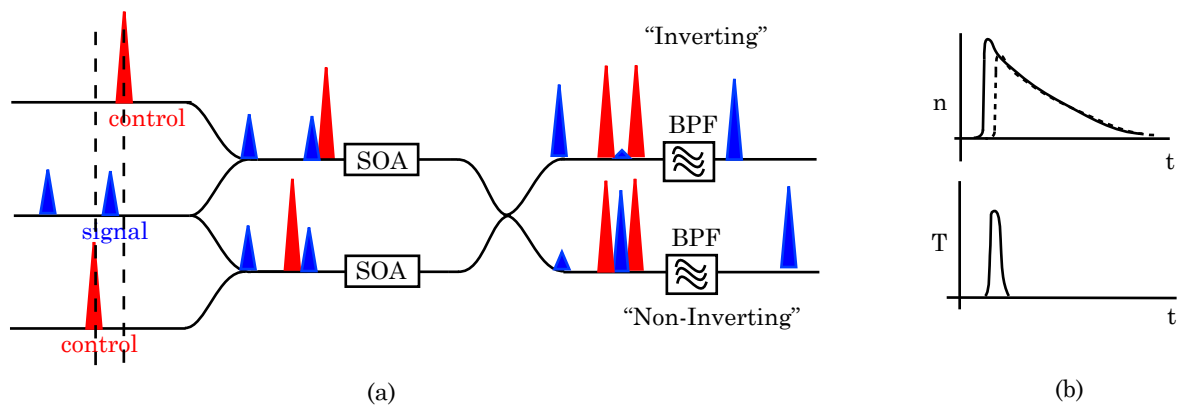 “Inverting”
control
BPF
n
SOA
t
signal
BPF
T
SOA
control
“Non-Inverting”
t
(a)
(b)